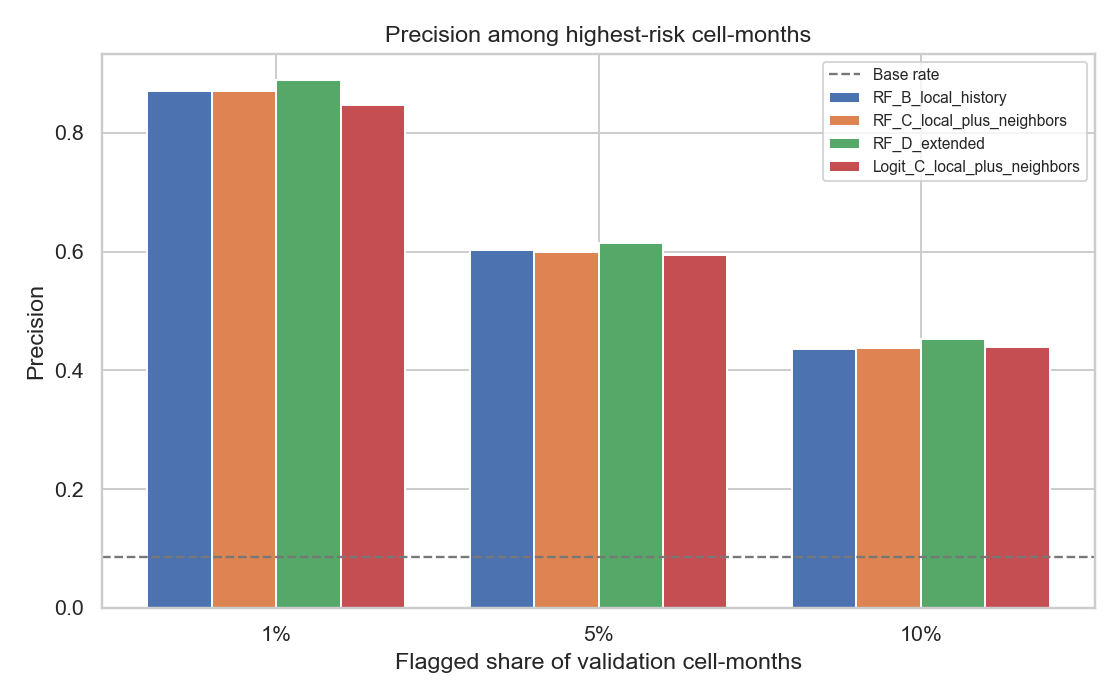 Precision among highest-risk cell-months
Base rate
RF_B_local_history
RF_C_local_plus_neighbors
RF_D_extended
Logit_C_local_plus_neighbors
Precision
0.8
0.6
0.4
0.2
0.0
1%
5%
10%
Flagged share of validation cell-months